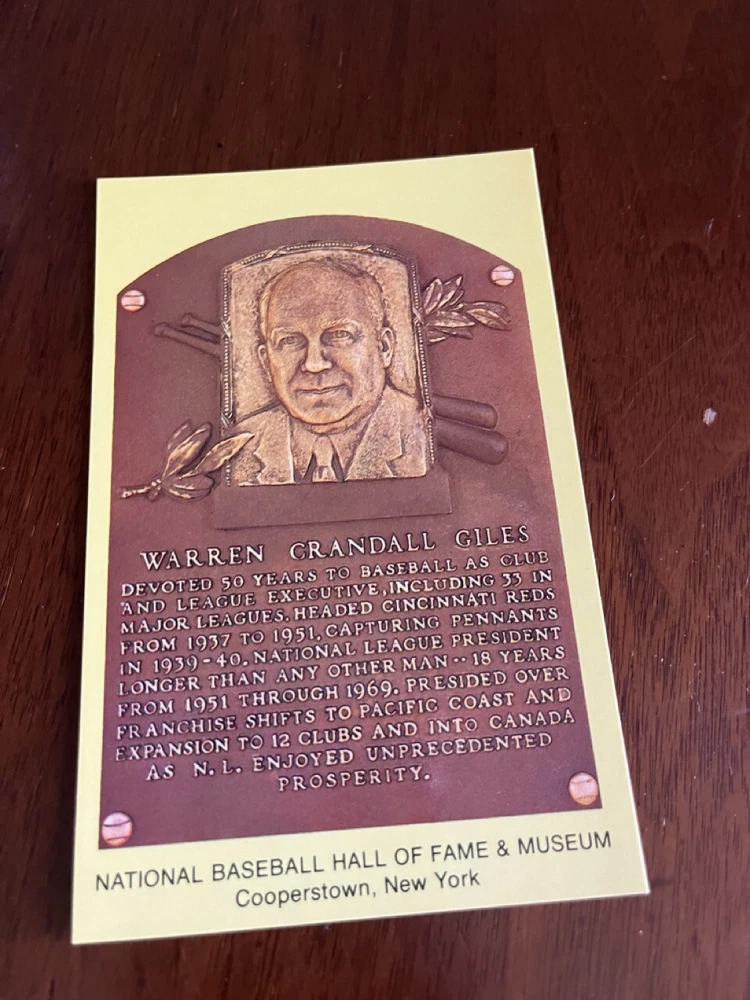 WARREN CRANDALL GILES
DEVOTED 50 YEARS TO BASEBALL AS CLUB
AND LEAGUE EXECUTIVE, INCLUDING 33 IN
MAJOR LEAGUES. HEADED CINCINNATI REDS
FROM 1937 TO 1951, CAPTURING PENNANTS
IN 1939-40. NATIONAL LEAGUE PRESIDENT
LONGER THAN ANY OTHER MAN -- 18 YEARS
FROM 1951 THROUGH 1969. PRESIDED OVER
FRANCHISE SHIFTS TO PACIFIC COAST AND
EXPANSION TO 12 CLUBS AND INTO CANADA
AS N.L. ENJOYED UNPRECEDENTED
PROSPERITY.
NATIONAL BASEBALL HALL OF FAME & MUSEUM
Cooperstown, New York